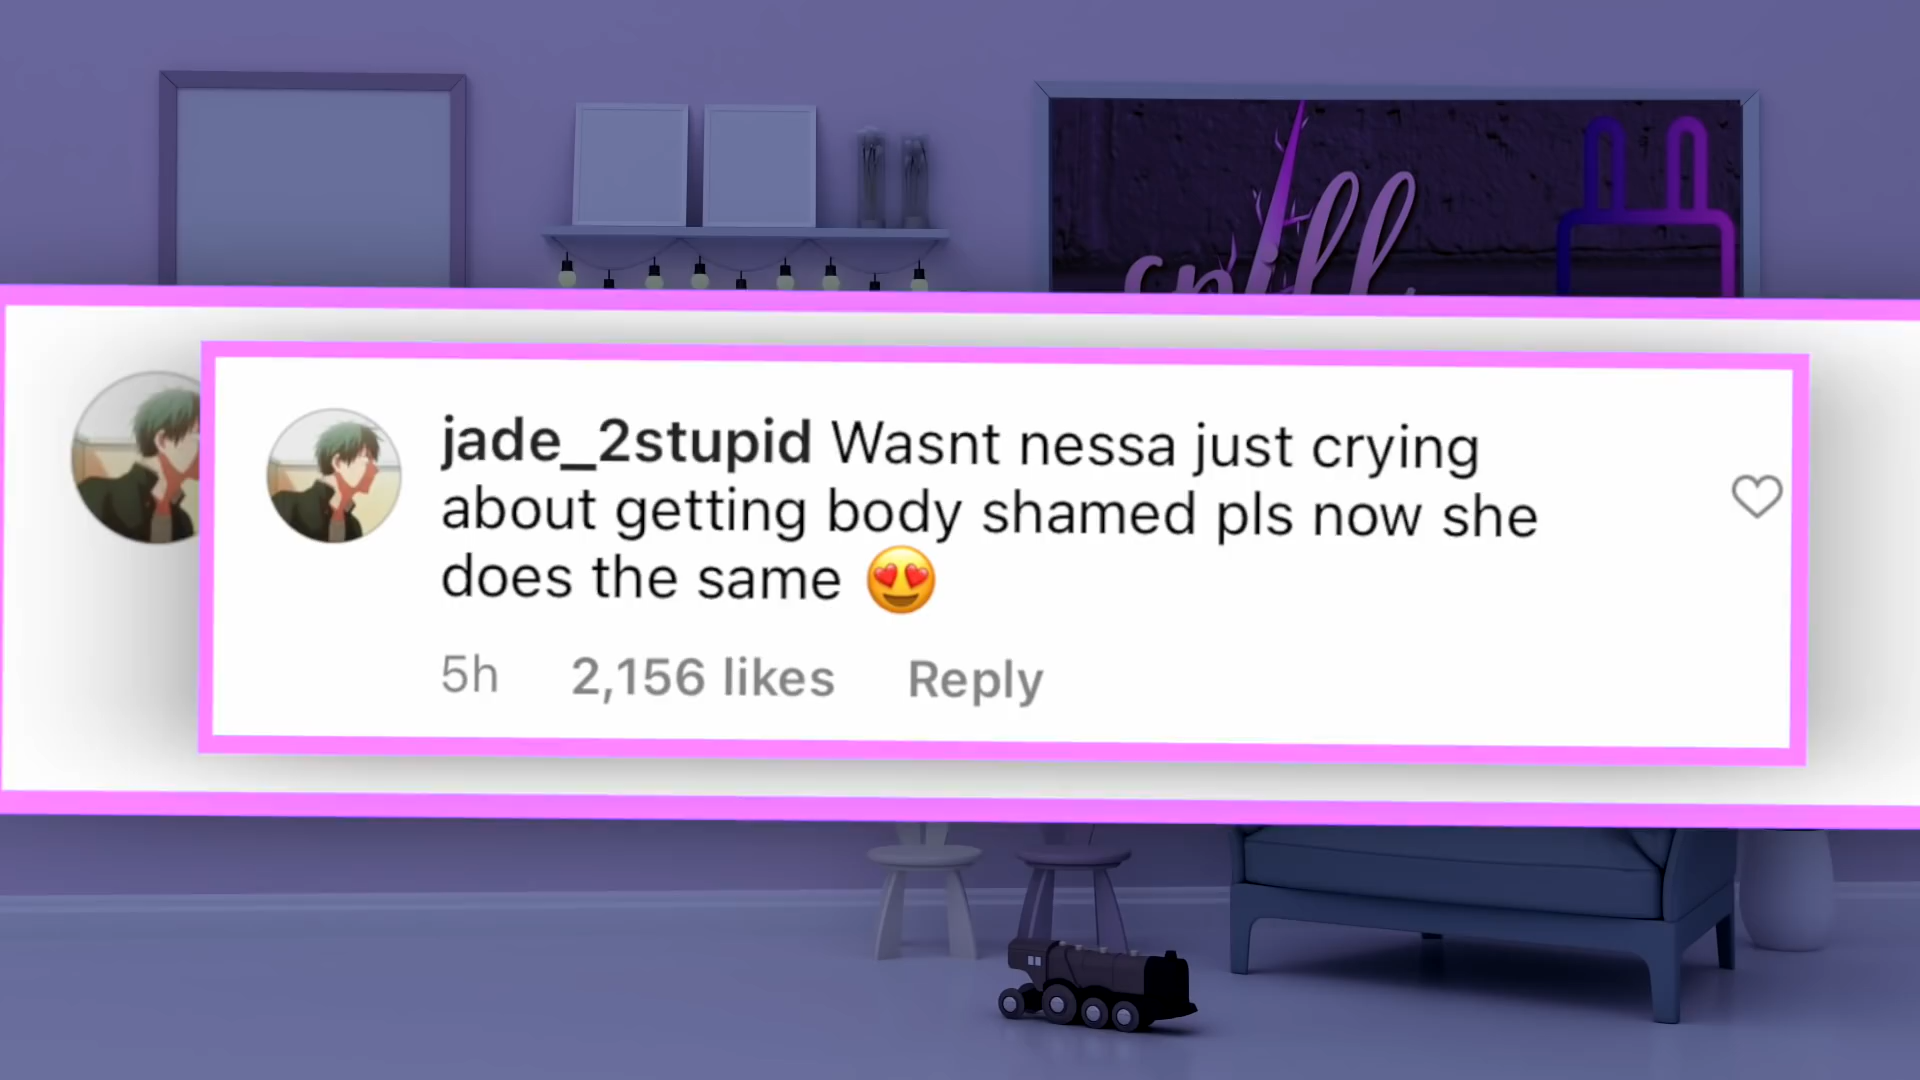 spill
jade_2stupid Wasnt nessa just crying
about getting body shamed pls now she
does the same 😍
5h 2,156 likes Reply